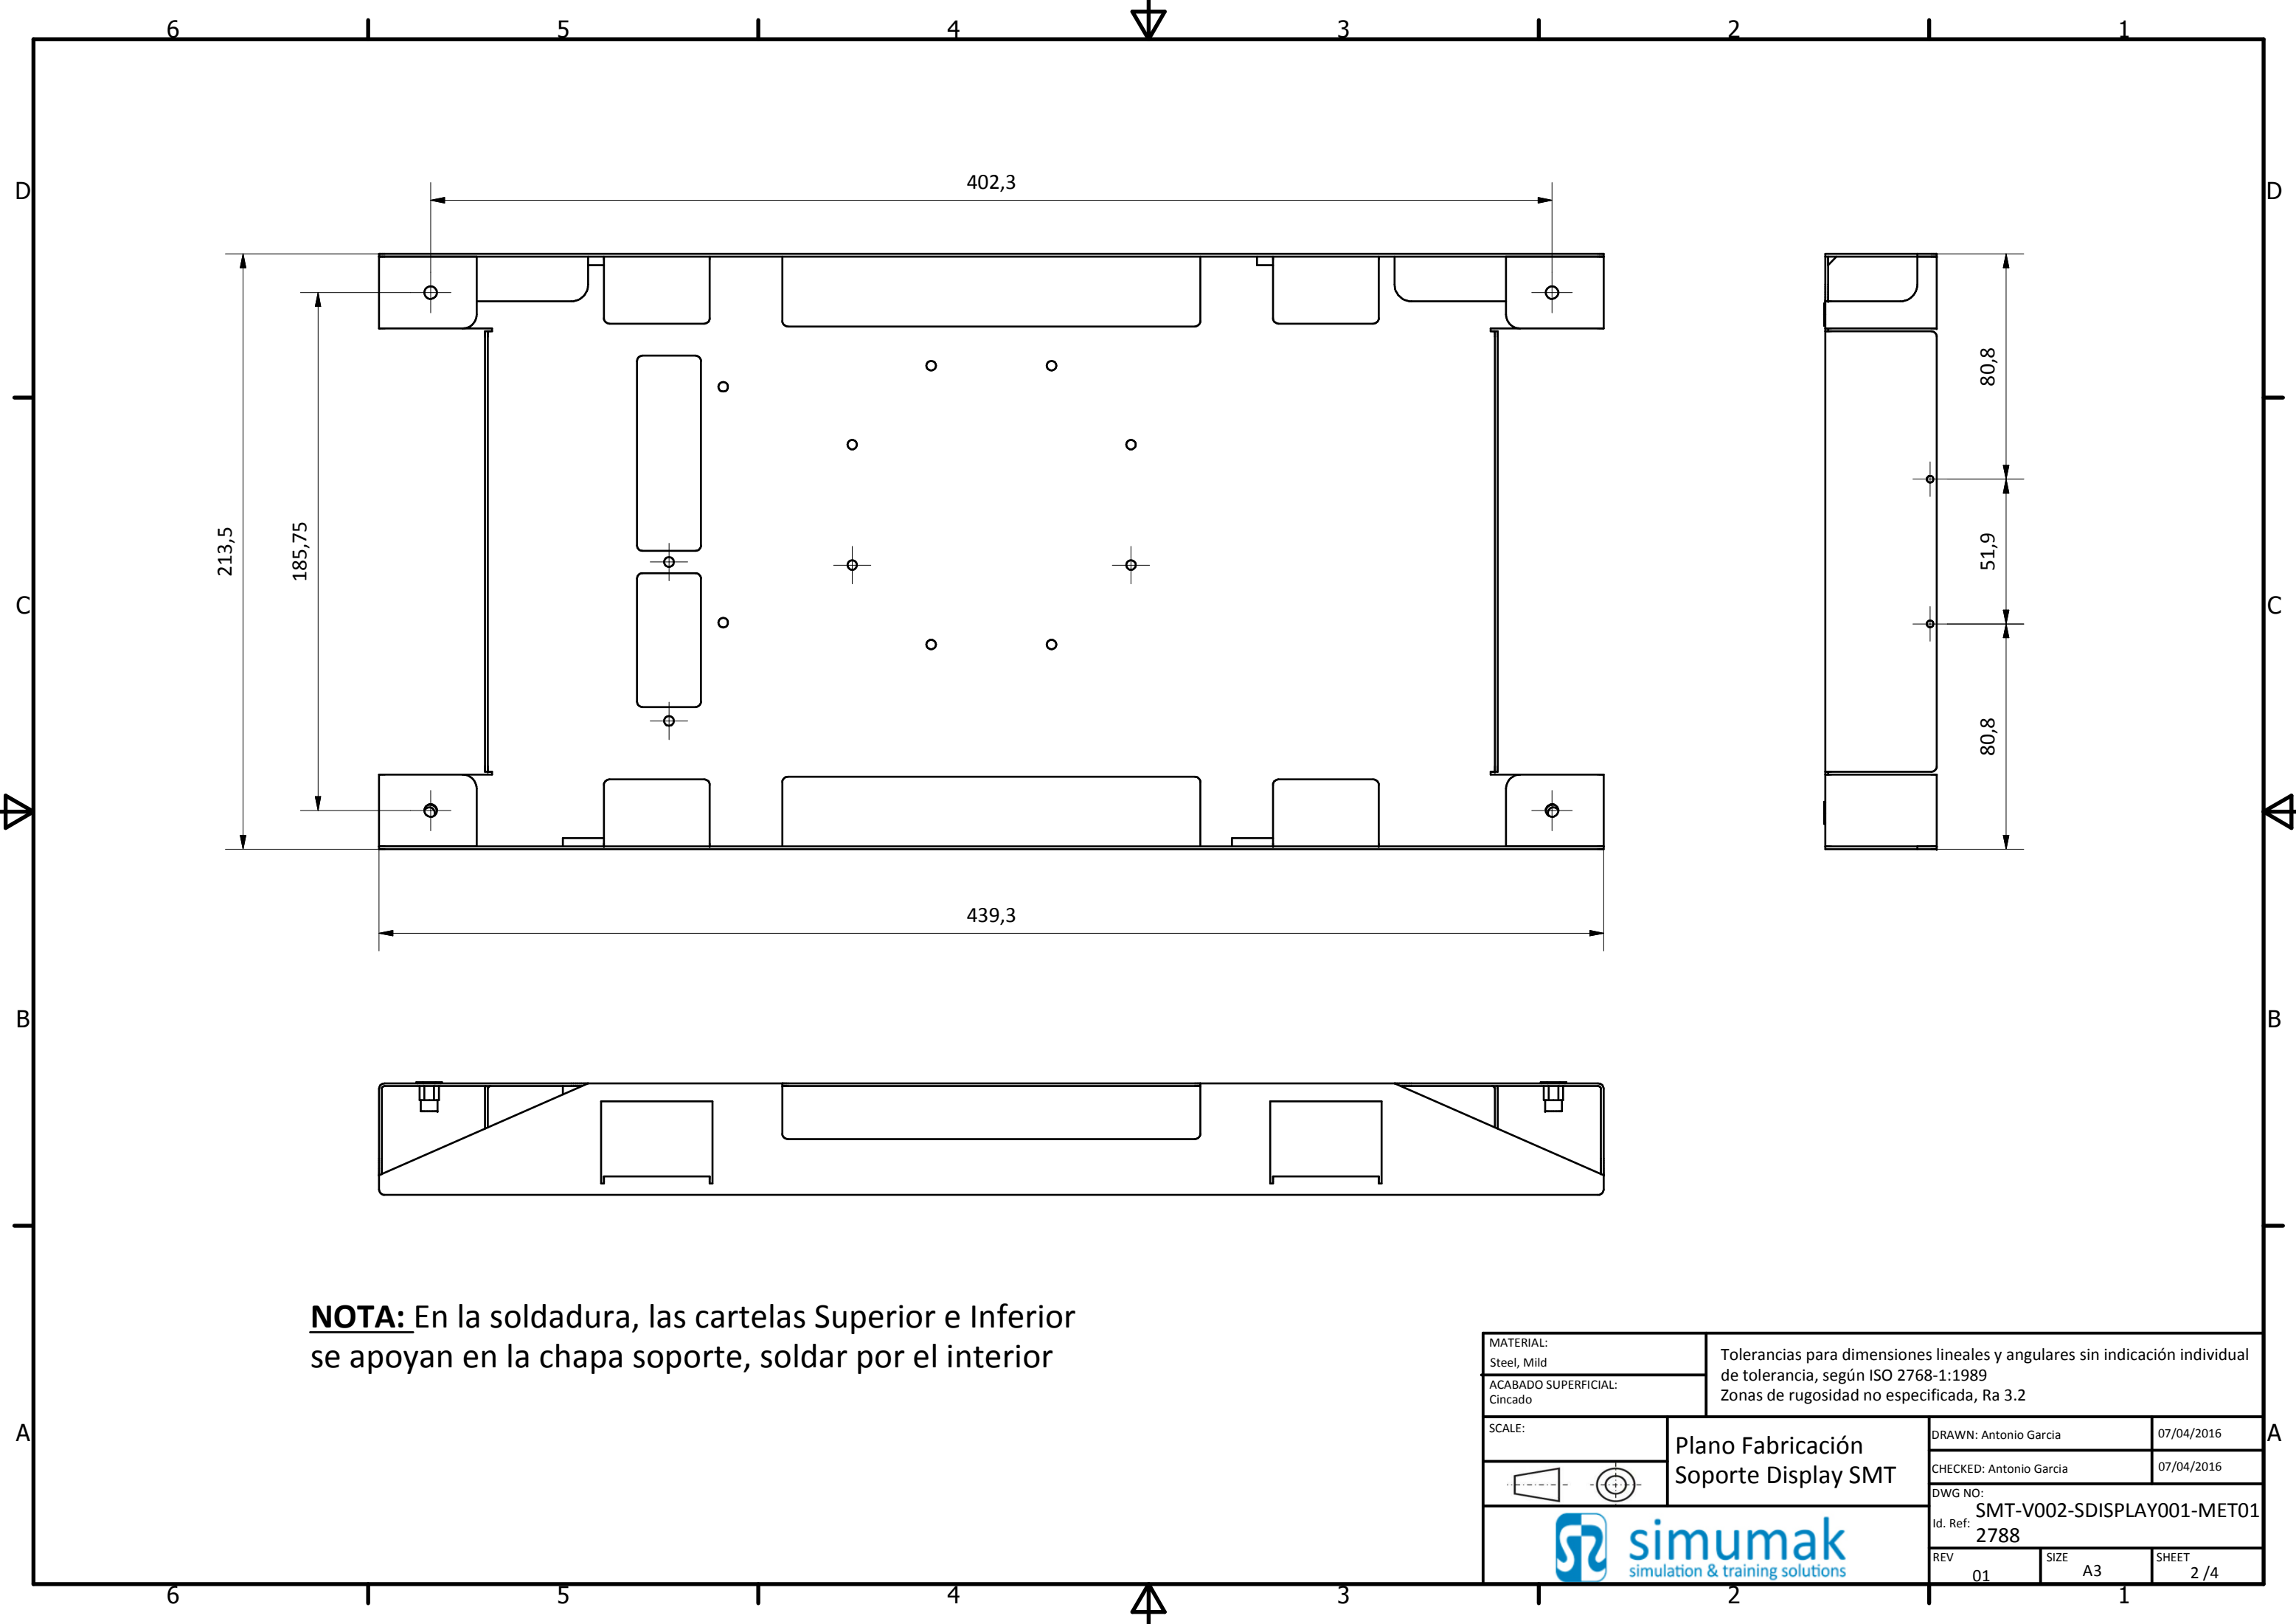 6 5 4 3 2 1
D D
402,3
213,5
185,75
80,8
51,9
80,8
C C
439,3
B B
NOTA: En la soldadura, las cartelas Superior e Inferior
se apoyan en la chapa soporte, soldar por el interior
MATERIAL:
Steel, Mild
ACABADO SUPERFICIAL:
Cincado
Tolerancias para dimensiones lineales y angulares sin indicación individual
de tolerancia, según ISO 2768-1:1989
Zonas de rugosidad no especificada, Ra 3.2
A A
SCALE:
Plano Fabricación
Soporte Display SMT
DRAWN: Antonio Garcia 07/04/2016
CHECKED: Antonio Garcia 07/04/2016
DWG NO:
SMT-V002-SDISPLAY001-MET01
Id. Ref:
2788
simumak
simulation & training solutions
REV
01
SIZE
A3
SHEET
2 /4
6 5 4 3 2 1